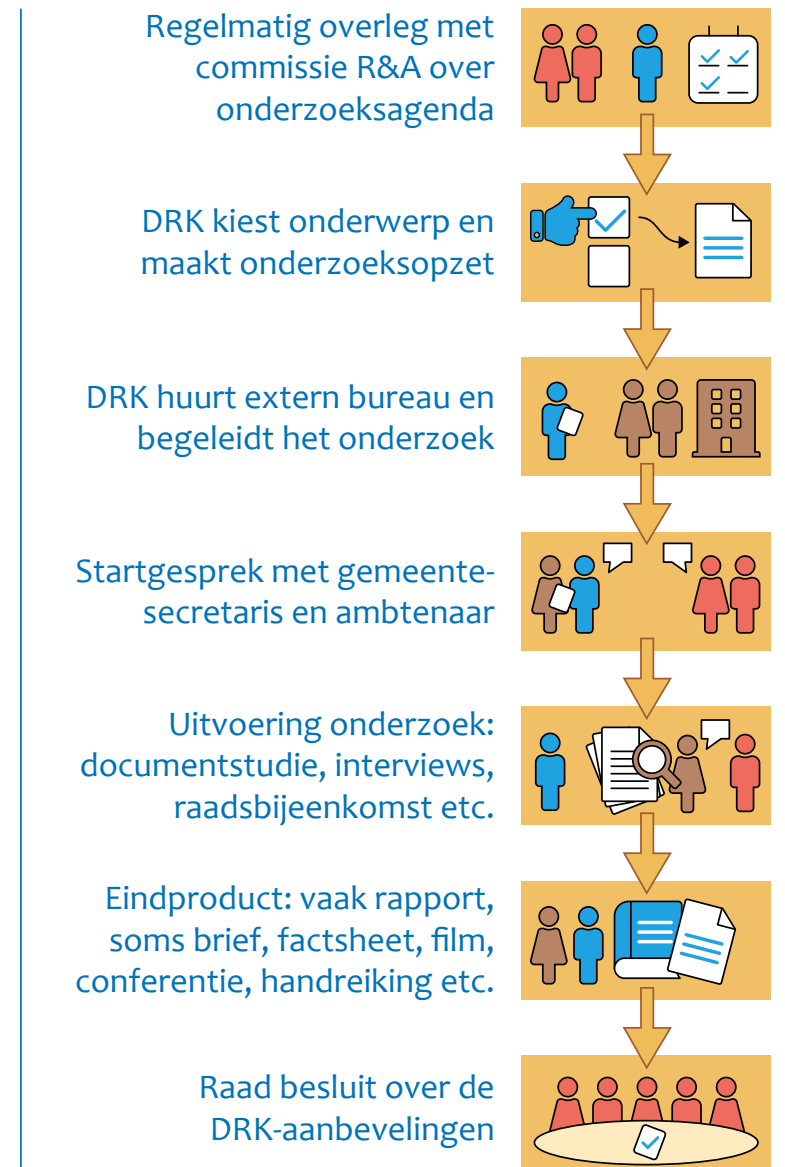 Regelmatig overleg met
commissie R&A over
onderzoeksagenda
DRK kiest onderwerp en
maakt onderzoeksopzet
DRK huurt extern bureau en
begeleidt het onderzoek
Startgesprek met gemeente-
secretaris en ambtenaar
Uitvoering onderzoek:
documentstudie, interviews,
raadsbijeenkomst etc.
Eindproduct: vaak rapport,
soms brief, factsheet, film,
conferentie, handreiking etc.
Raad besluit over de
DRK-aanbevelingen